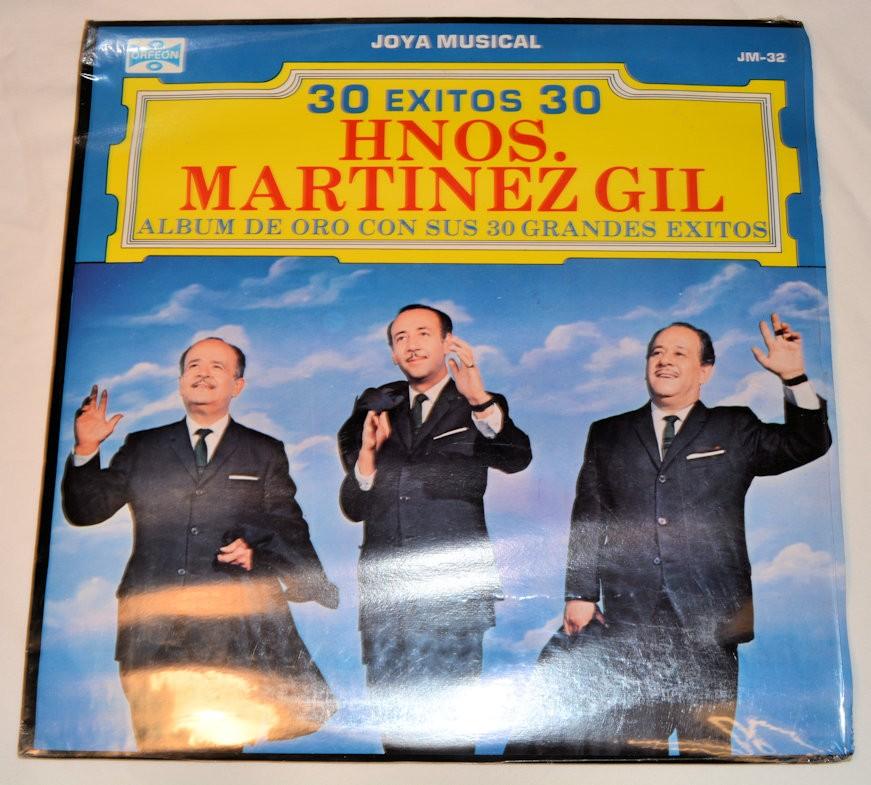 ORFEON
JOYA MUSICAL
JM-32
30 EXITOS 30
HNOS.
MARTINEZ GIL
ALBUM DE ORO CON SUS 30 GRANDES EXITOS